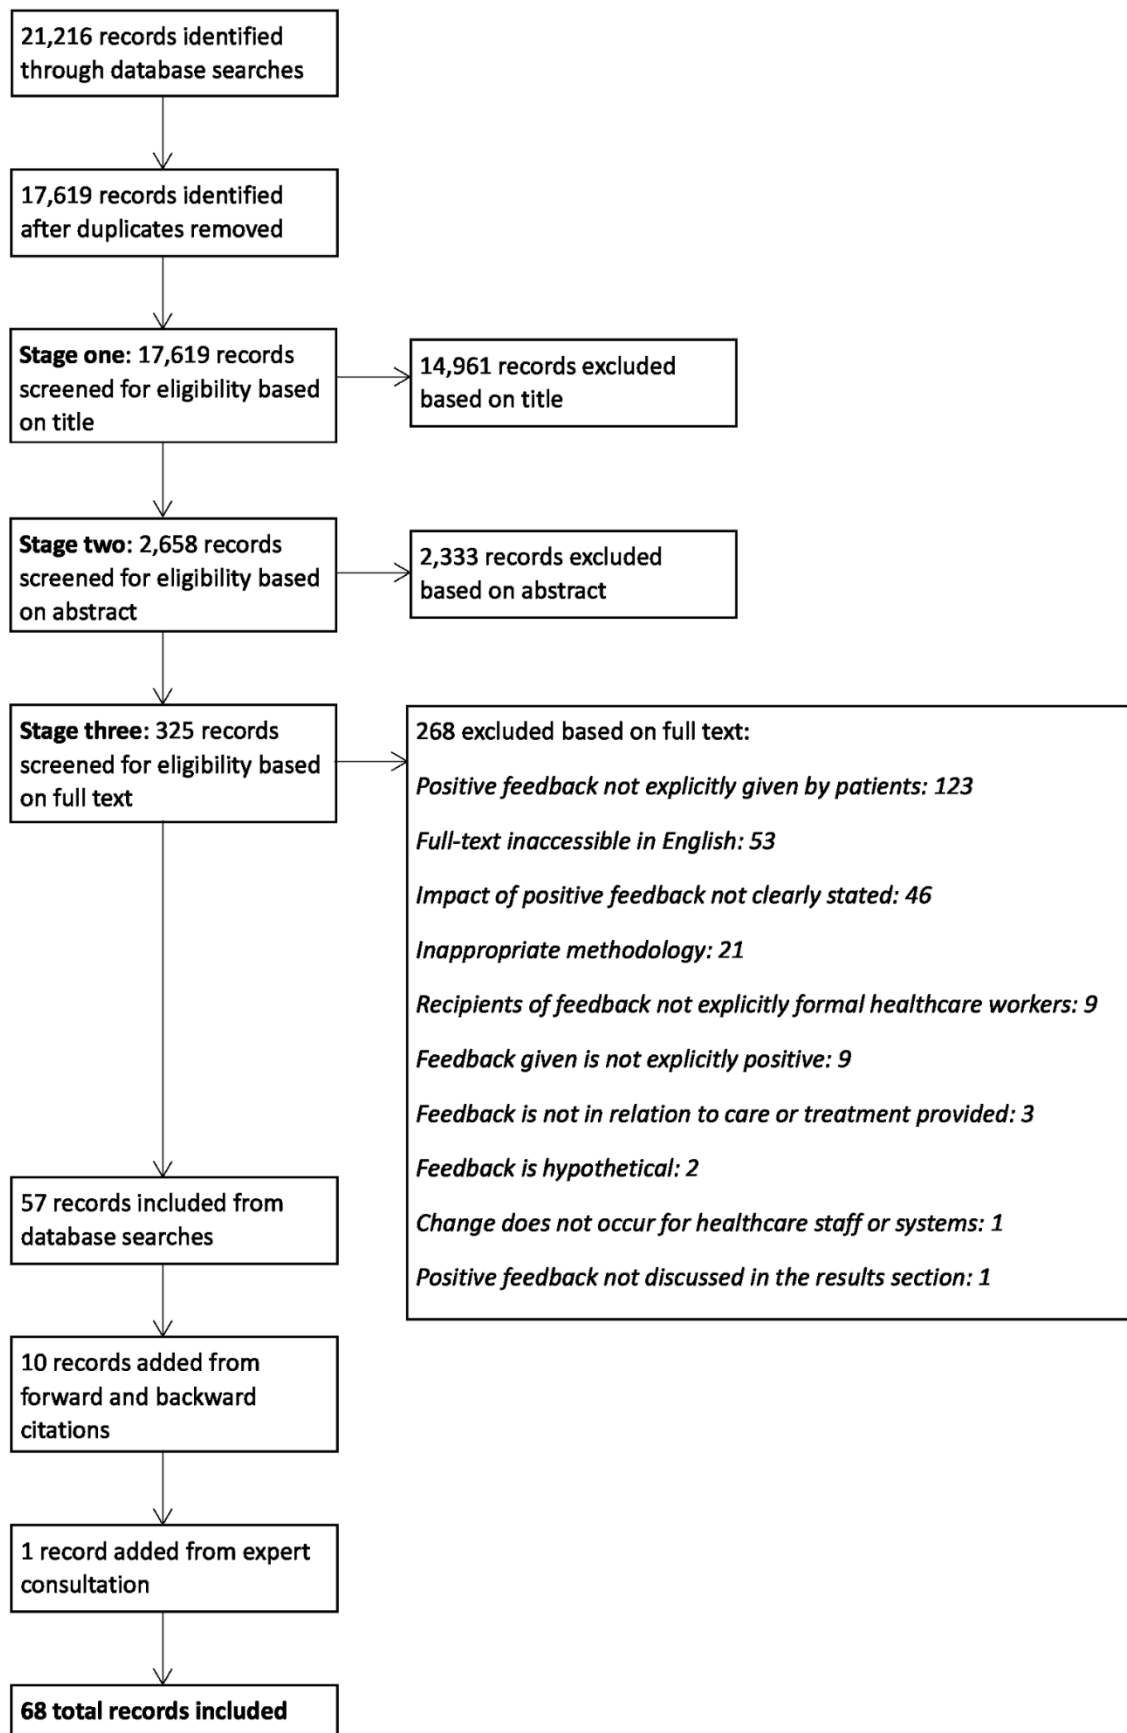 21,216 records identified
through database searches
17,619 records identified
after duplicates removed
Stage one: 17,619 records
screened for eligibility based
on title
14,961 records excluded
based on title
Stage two: 2,658 records
screened for eligibility based
on abstract
2,333 records excluded
based on abstract
Stage three: 325 records
screened for eligibility based
on full text
268 excluded based on full text:
Positive feedback not explicitly given by patients: 123
Full-text inaccessible in English: 53
Impact of positive feedback not clearly stated: 46
Inappropriate methodology: 21
Recipients of feedback not explicitly formal healthcare workers: 9
Feedback given is not explicitly positive: 9
Feedback is not in relation to care or treatment provided: 3
Feedback is hypothetical: 2
Change does not occur for healthcare staff or systems: 1
Positive feedback not discussed in the results section: 1
57 records included from
database searches
10 records added from
forward and backward
citations
1 record added from expert
consultation
68 total records included